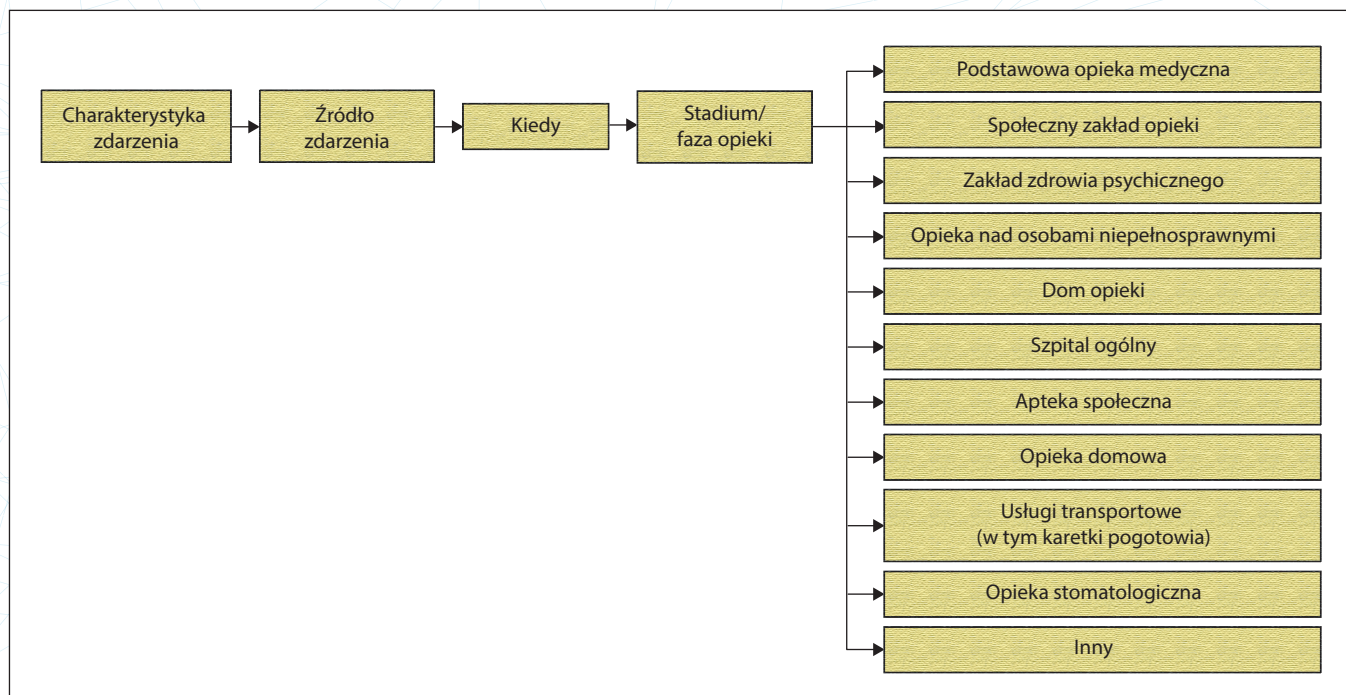 Charakterystyka
zdarzenia
Źródło
zdarzenia
Kiedy
Stadium/
faza opieki
Podstawowa opieka medyczna
Społeczny zakład opieki
Zakład zdrowia psychicznego
Opieka nad osobami niepełnosprawnymi
Dom opieki
Szpital ogólny
Apteka społeczna
Opieka domowa
Usługi transportowe
(w tym karetki pogotowia)
Opieka stomatologiczna
Inny